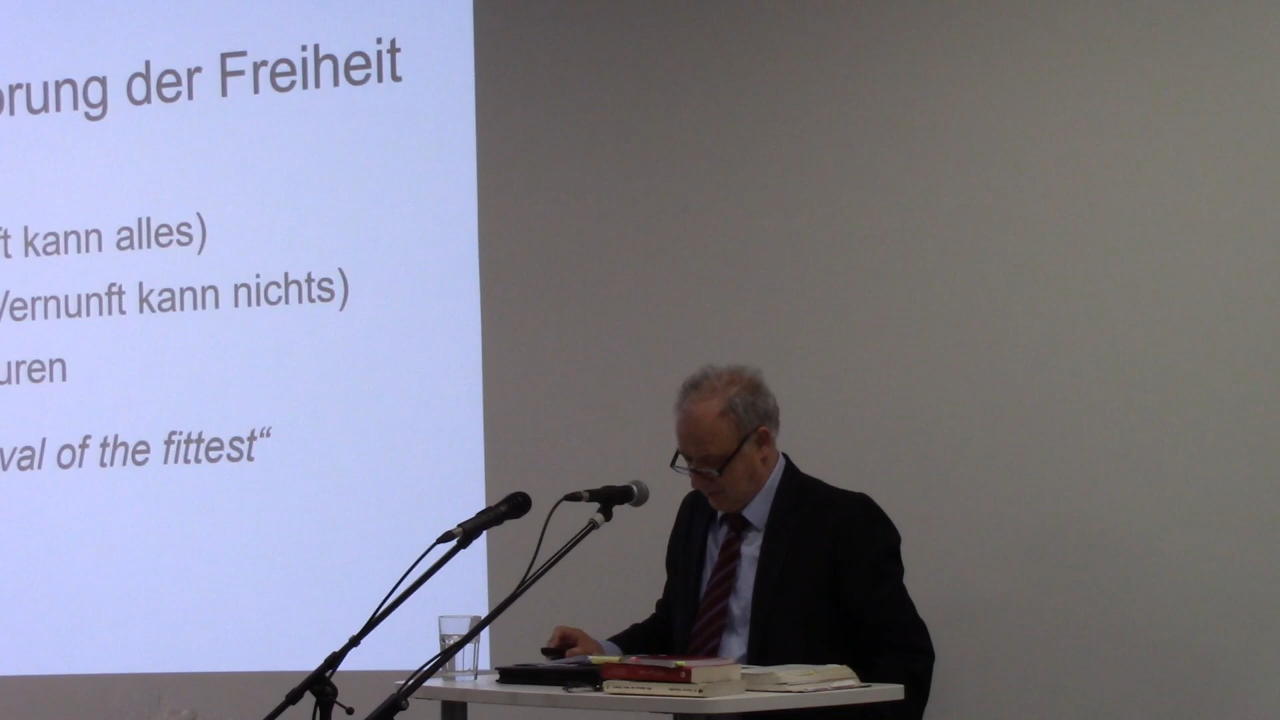 orung der Freiheit
ft kann alles)
Vernunft kann nichts)
uren
val of the fittest“